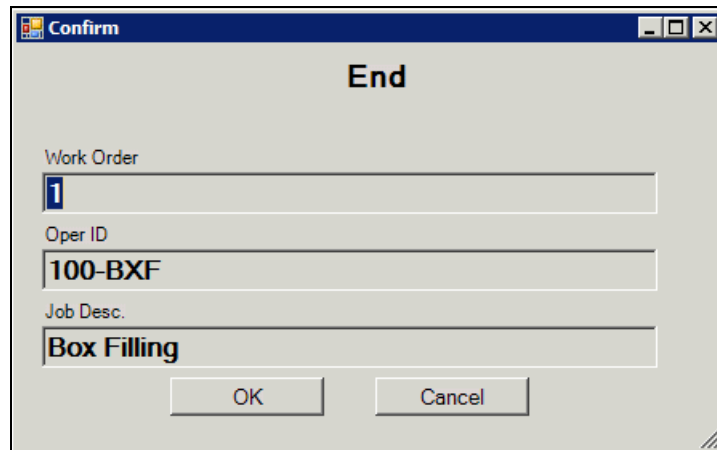 Confirm
End
Work Order
1
Oper ID
100-BXF
Job Desc.
Box Filling
OK Cancel